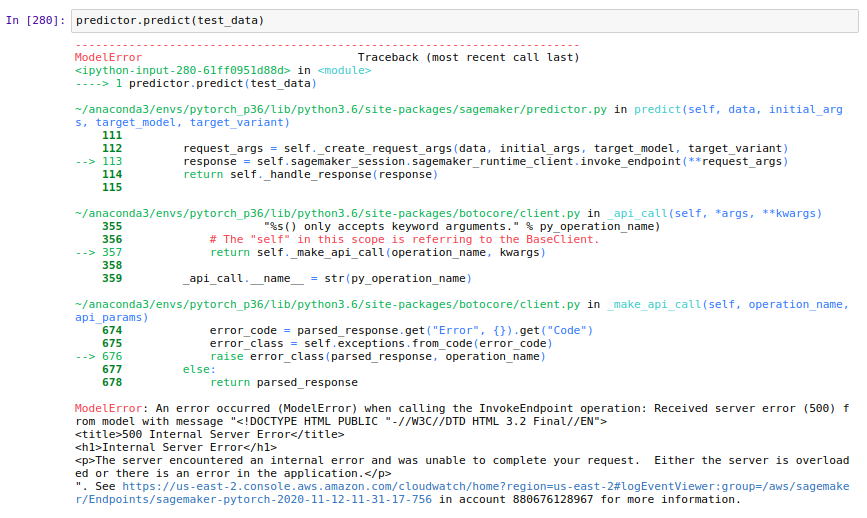 In [280]: predictor.predict(test_data)
---------------------------------------------------------------------------
ModelError                                Traceback (most recent call last)
<ipython-input-280-61ff0951d88d> in <module>
----> 1 predictor.predict(test_data)
~/anaconda3/envs/pytorch_p36/lib/python3.6/site-packages/sagemaker/predictor.py in predict(self, data, initial_arg
s, target_model, target_variant)
    111
    112         request_args = self._create_request_args(data, initial_args, target_model, target_variant)
--> 113         response = self.sagemaker_session.sagemaker_runtime_client.invoke_endpoint(**request_args)
    114         return self._handle_response(response)
    115
~/anaconda3/envs/pytorch_p36/lib/python3.6/site-packages/botocore/client.py in _api_call(self, *args, **kwargs)
    355                     "%s() only accepts keyword arguments." % py_operation_name)
    356             # The "self" in this scope is referring to the BaseClient.
--> 357             return self._make_api_call(operation_name, kwargs)
    358
    359         _api_call.__name__ = str(py_operation_name)
~/anaconda3/envs/pytorch_p36/lib/python3.6/site-packages/botocore/client.py in _make_api_call(self, operation_name,
api_params)
    674             error_code = parsed_response.get("Error", {}).get("Code")
    675             error_class = self.exceptions.from_code(error_code)
--> 676             raise error_class(parsed_response, operation_name)
    677         else:
    678             return parsed_response
ModelError: An error occurred (ModelError) when calling the InvokeEndpoint operation: Received server error (500) f
rom model with message "<!DOCTYPE HTML PUBLIC "-//W3C//DTD HTML 3.2 Final//EN">
<title>500 Internal Server Error</title>
<h1>Internal Server Error</h1>
<p>The server encountered an internal error and was unable to complete your request.  Either the server is overload
ed or there is an error in the application.</p>
". See https://us-east-2.console.aws.amazon.com/cloudwatch/home?region=us-east-2#logEventViewer:group=/aws/sagemake
r/Endpoints/sagemaker-pytorch-2020-11-12-11-31-17-756 in account 880676128967 for more information.